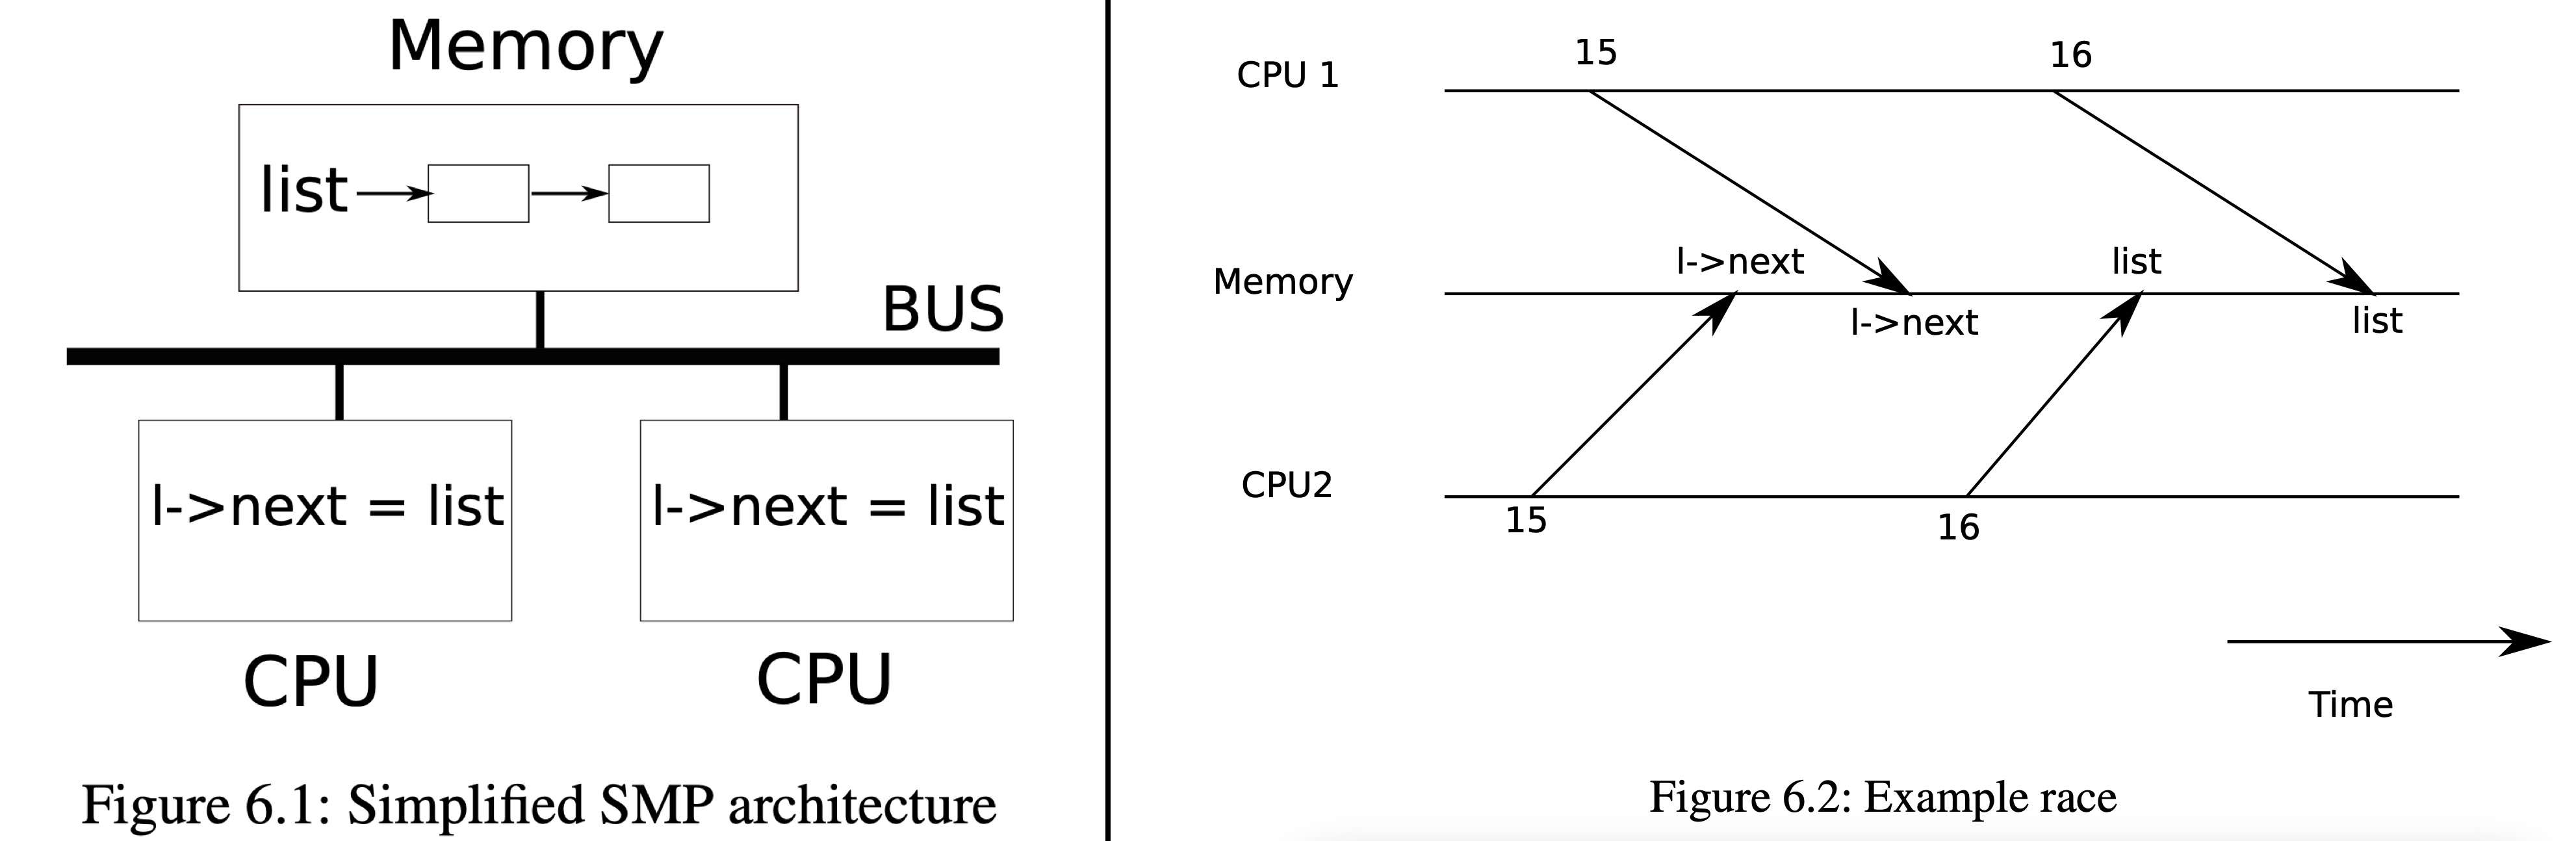 Memory
list
BUS
l->next = list
l->next = list
CPU
CPU
Figure 6.1: Simplified SMP architecture
15
16
CPU 1
l->next
list
Memory
l->next
list
CPU2
15
16
Time
Figure 6.2: Example race